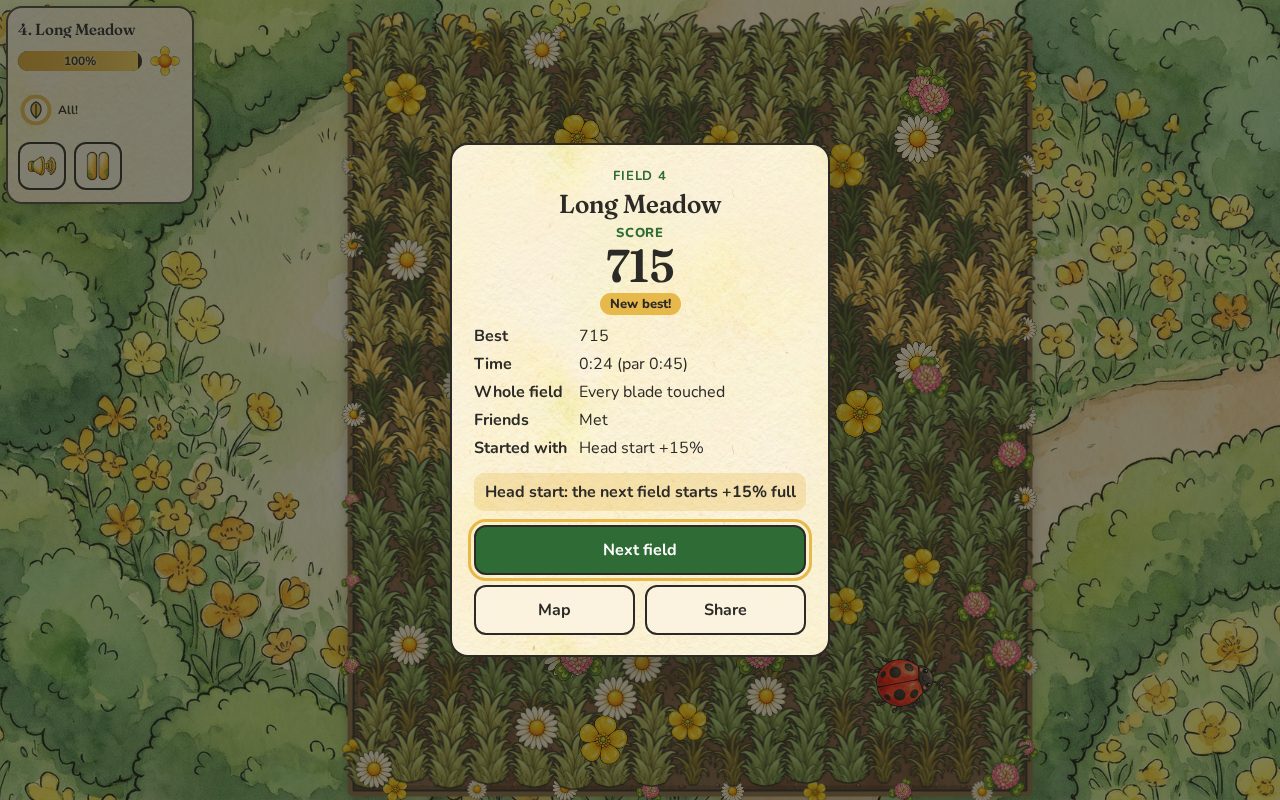 4. Long Meadow
100%
All!
FIELD 4
Long Meadow
SCORE
715
New best!
Best 715
Time 0:24 (par 0:45)
Whole field Every blade touched
Friends Met
Started with Head start +15%
Head start: the next field starts +15% full
Next field
Map Share